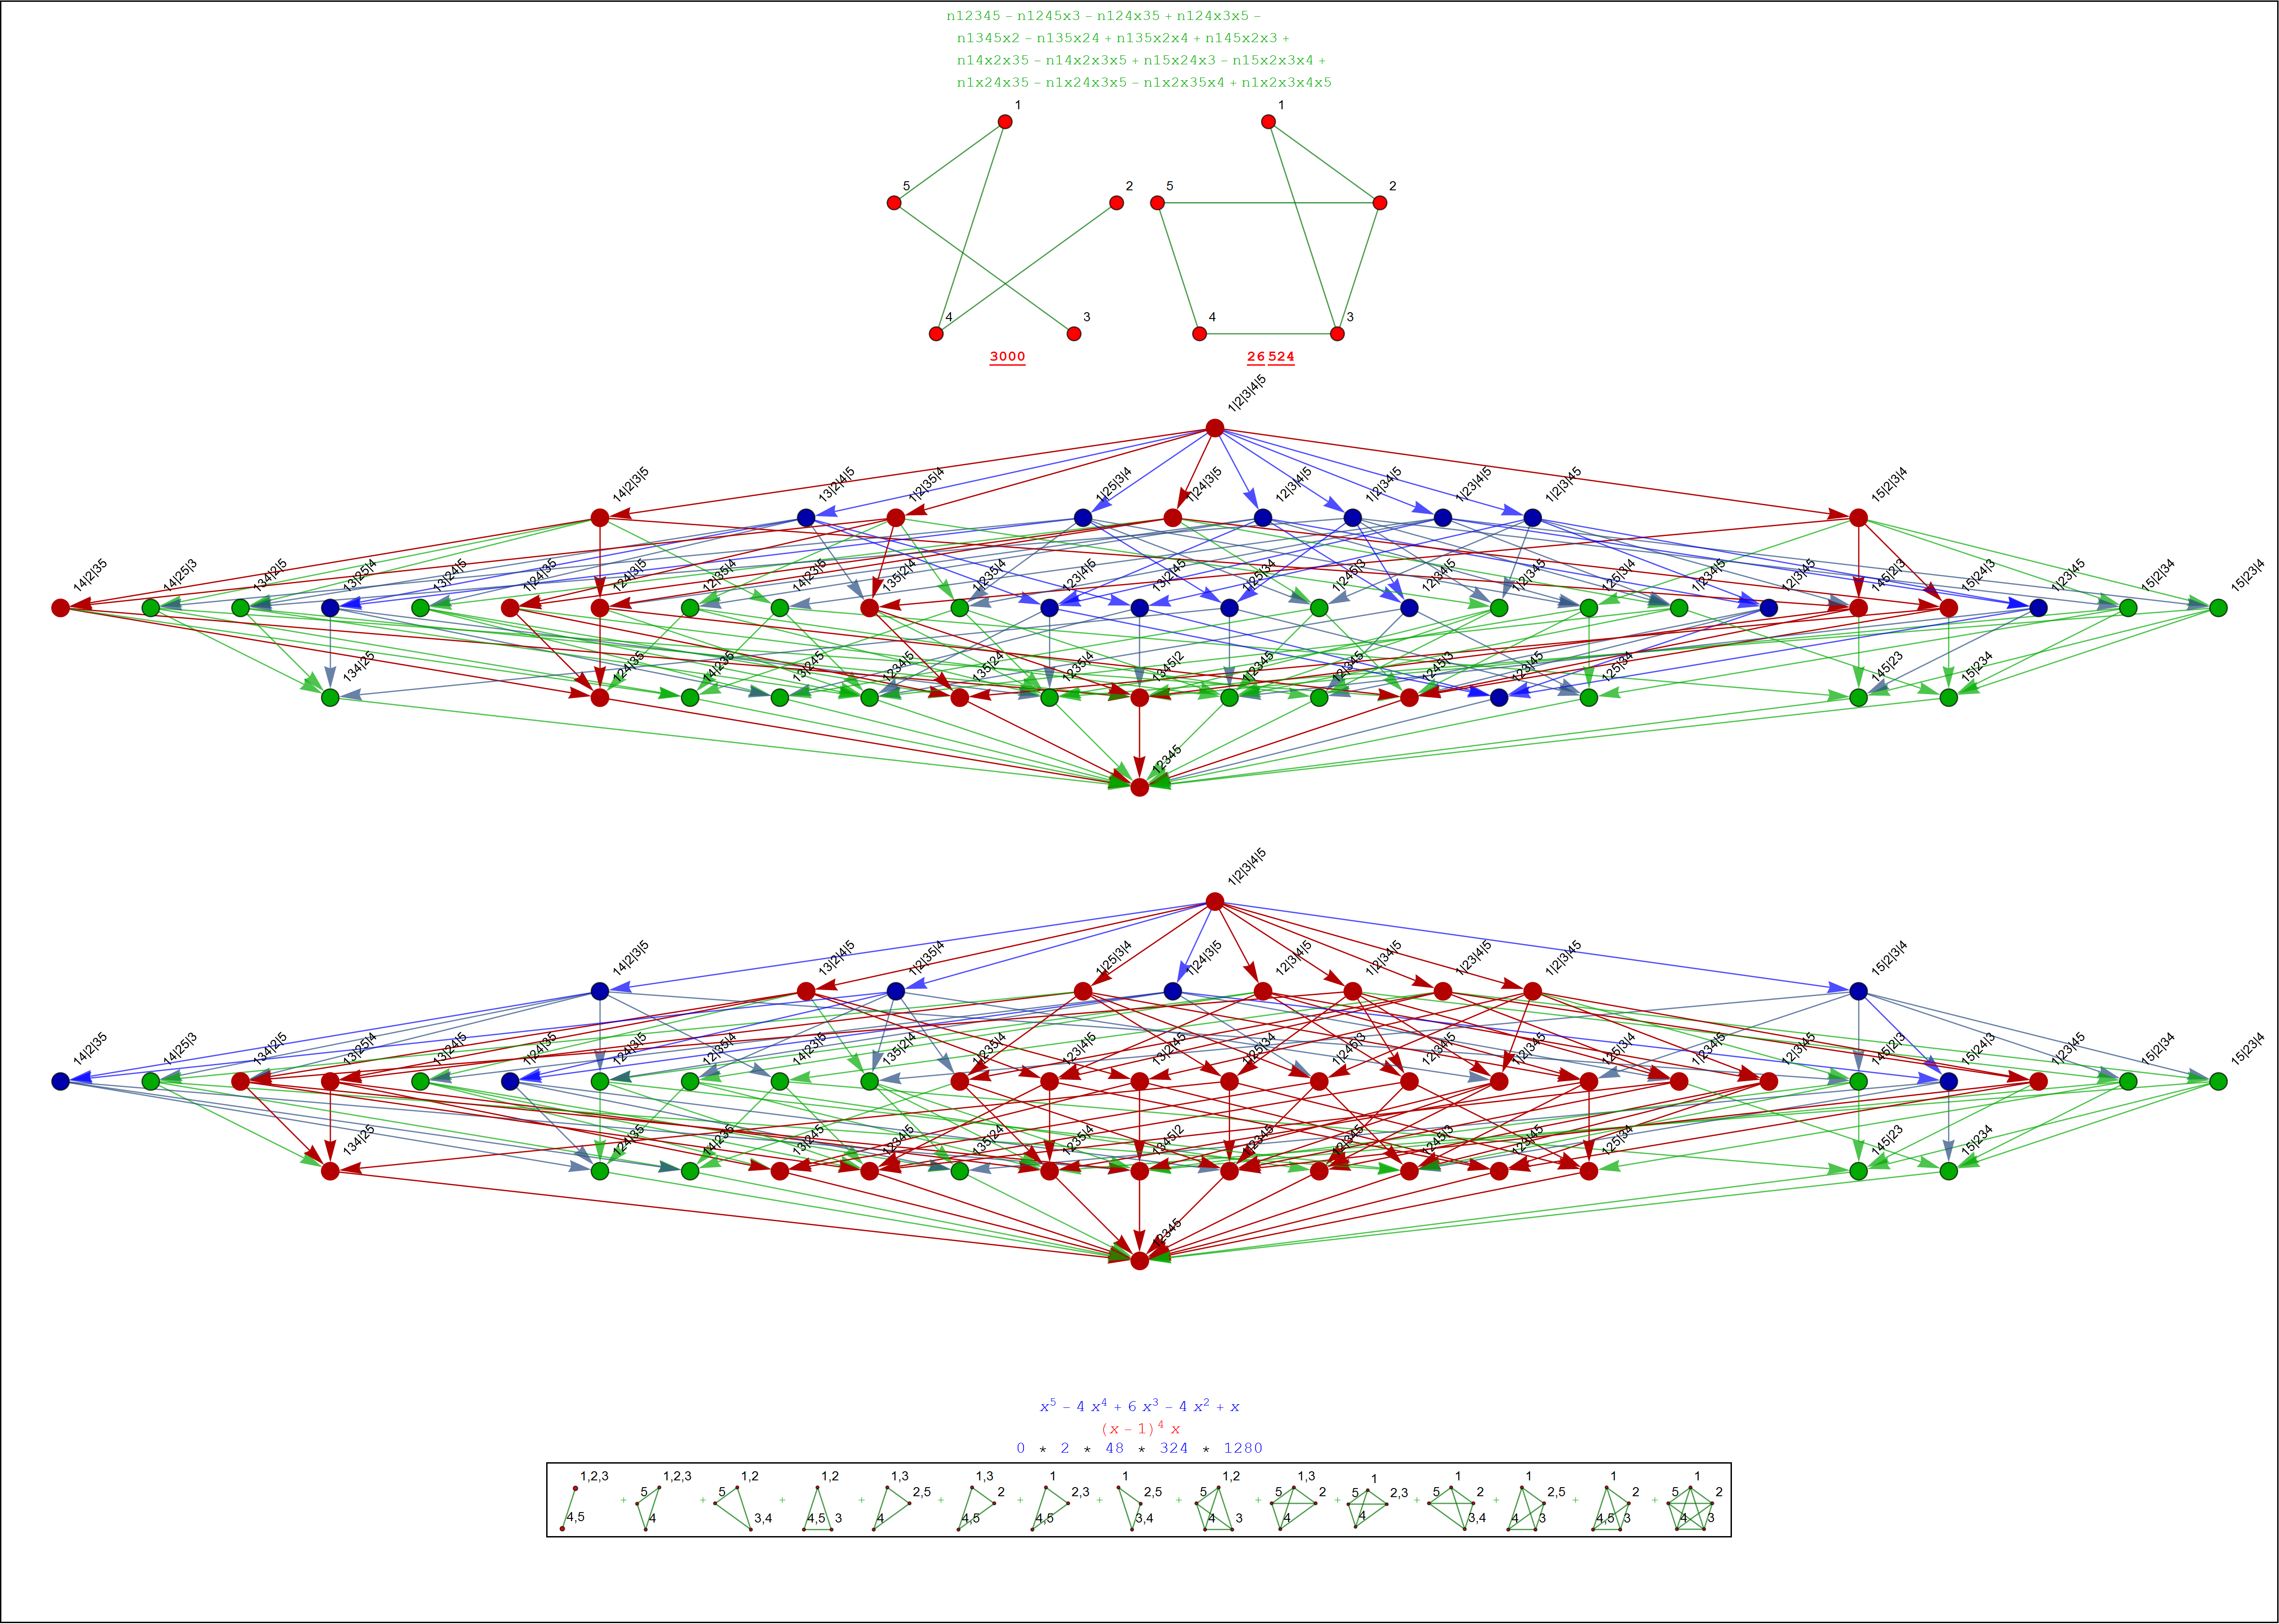 n12345 – n1245x3 – n124x35 + n124x3x5 –
n1345x2 – n135x24 + n135x2x4 + n145x2x3 +
n14x2x35 – n14x2x3x5 + n15x24x3 – n15x2x3x4 +
n1x24x35 – n1x24x3x5 – n1x2x35x4 + n1x2x3x4x5
1 1
5 2 5 2
4 3 4 3
3000 26 524
1|2|3|4|5
14|2|3|5 13|2|4|5 1|2|35|4 1|25|3|4 1|24|3|5 12|3|4|5 1|2|34|5 1|23|4|5 1|2|3|45 15|2|3|4
14|2|35 14|25|3 134|2|5 13|25|4 13|24|5 1|24|35 124|3|5 12|35|4 14|23|5 135|2|4 1|235|4 123|4|5 13|2|45 1|25|34 1|245|3 12|34|5 1|2|345 125|3|4 1|234|5 12|3|45 145|2|3 15|24|3 1|23|45 15|2|34 15|23|4
134|25 124|35 14|235 13|245 1234|5 135|24 1235|4 1345|2 1|2345 12|345 1245|3 123|45 125|34 145|23 15|234
12345
1|2|3|4|5
14|2|3|5 13|2|4|5 1|2|35|4 1|25|3|4 1|24|3|5 12|3|4|5 1|2|34|5 1|23|4|5 1|2|3|45 15|2|3|4
14|2|35 14|25|3 134|2|5 13|25|4 13|24|5 1|24|35 124|3|5 12|35|4 14|23|5 135|2|4 1|235|4 123|4|5 13|2|45 1|25|34 1|245|3 12|34|5 1|2|345 125|3|4 1|234|5 12|3|45 145|2|3 15|24|3 1|23|45 15|2|34 15|23|4
134|25 124|35 14|235 13|245 1234|5 135|24 1235|4 1345|2 1|2345 12|345 1245|3 123|45 125|34 145|23 15|234
12345
x⁵ – 4 x⁴ + 6 x³ – 4 x² + x
(x – 1)⁴ x
0 * 2 * 48 * 324 * 1280
1,2,3 1,2,3 1,2 1,2 1,3 1,3 1 1 1,2 1,3 1 1 1 1 1
+ 5 + 5 + + 2,5 + 2 + 2,3 + 2,5 + 5 + 5 2 + 5 2,3 + 5 2 + 2,5 + 2 + 5 2
4,5 4 3,4 4,5 3 4 4,5 4,5 3,4 4 3 4 4 3,4 4 3 4,5 3 4 3